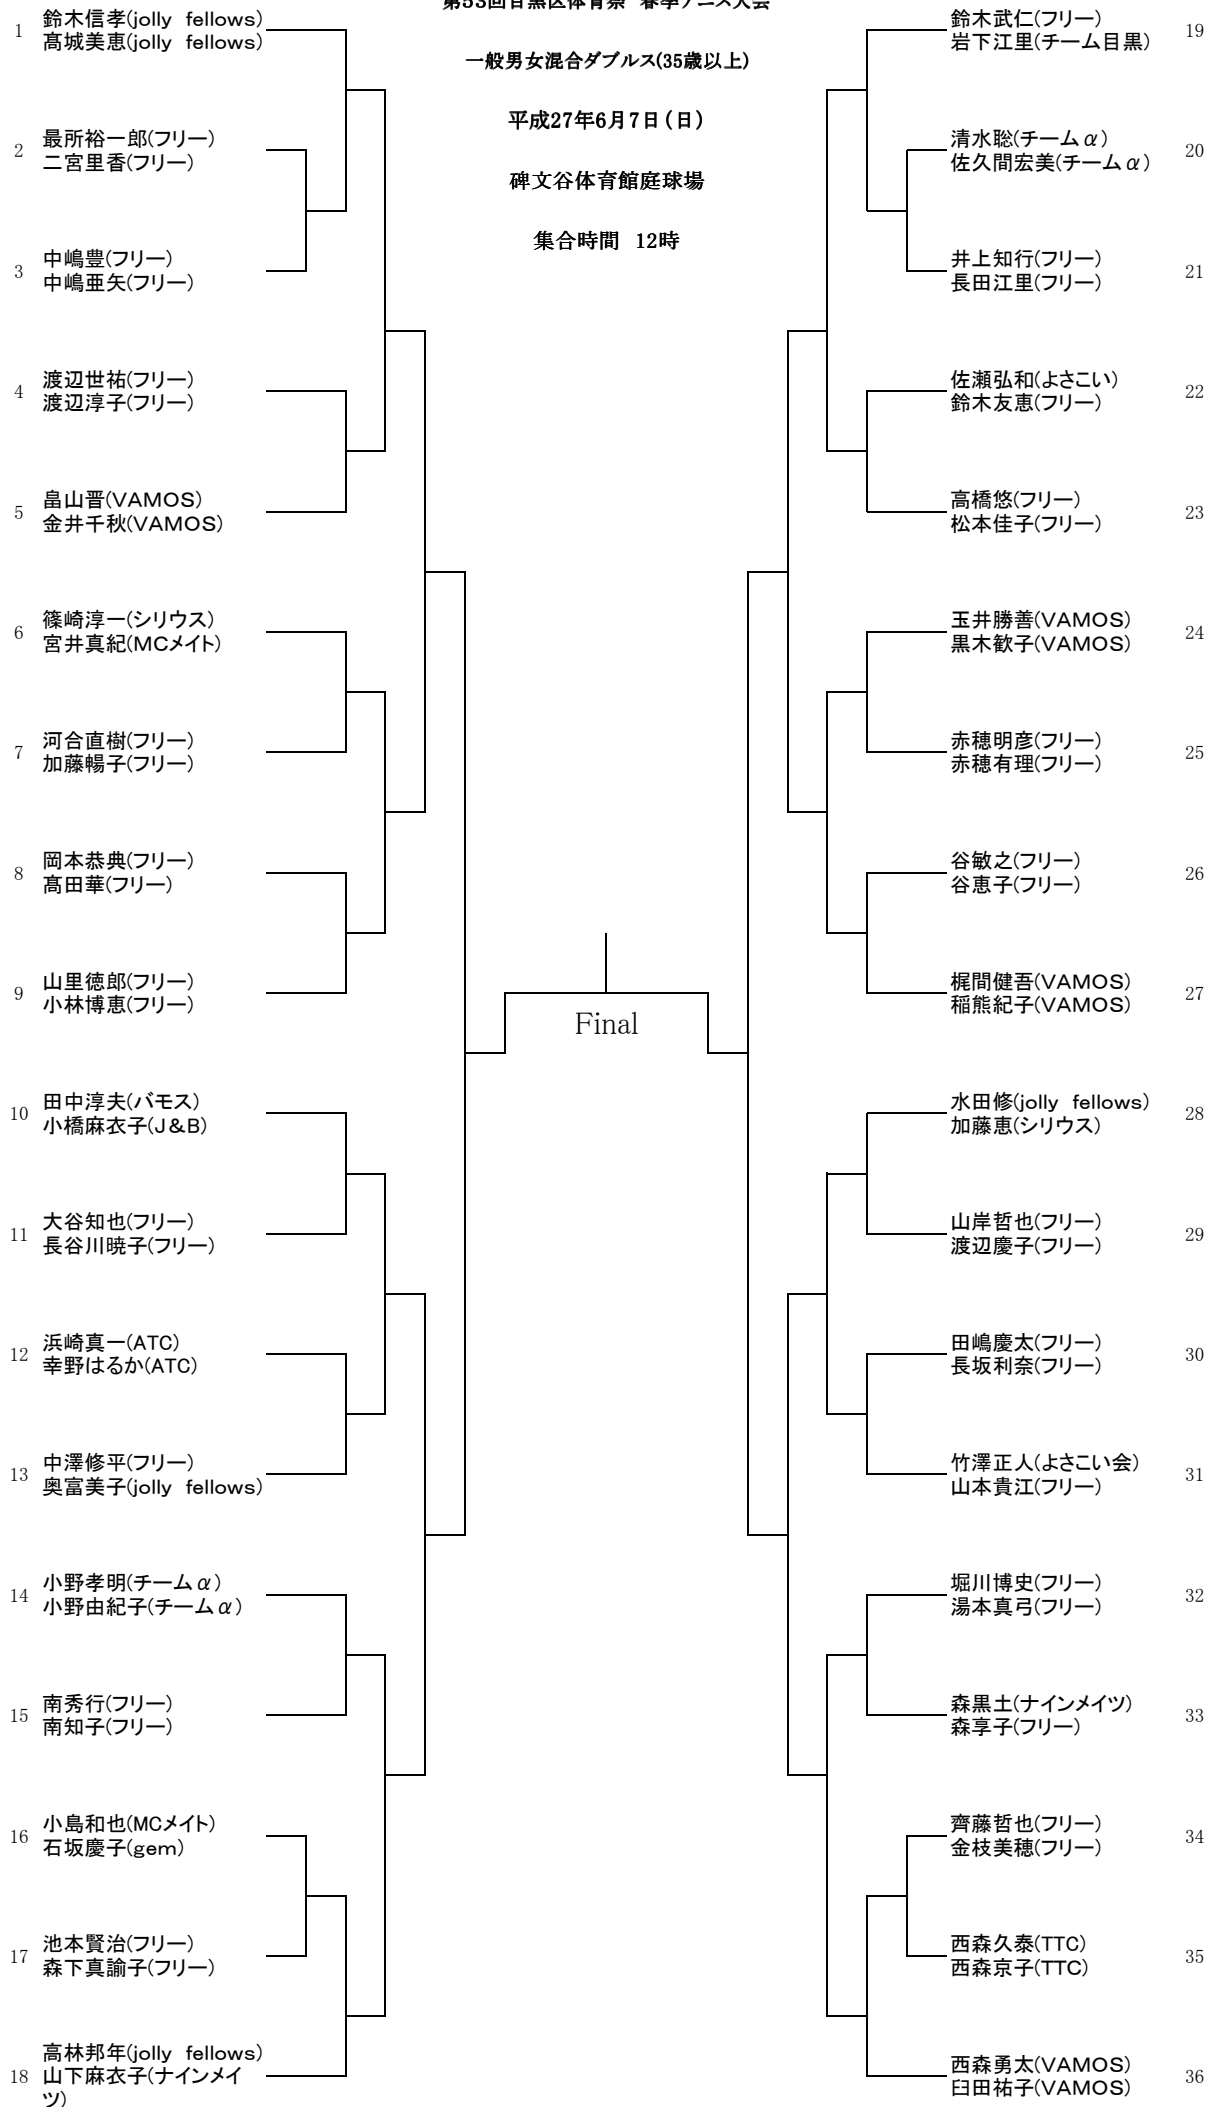 第53回目黒区体育祭 春季テニス大会
一般男女混合ダブルス(35歳以上)
平成27年6月7日(日)
碑文谷体育館庭球場
集合時間 12時
1
鈴木信孝(jolly fellows)
髙城美恵(jolly fellows)
2
最所裕一郎(フリー)
二宮里香(フリー)
3
中嶋豊(フリー)
中嶋亜矢(フリー)
4
渡辺世祐(フリー)
渡辺淳子(フリー)
5
畠山晋(VAMOS)
金井千秋(VAMOS)
6
篠崎淳一(シリウス)
宮井真紀(MCメイト)
7
河合直樹(フリー)
加藤暢子(フリー)
8
岡本恭典(フリー)
髙田華(フリー)
9
山里徳郎(フリー)
小林博恵(フリー)
10
田中淳夫(バモス)
小橋麻衣子(J&B)
11
大谷知也(フリー)
長谷川暁子(フリー)
12
浜崎真一(ATC)
幸野はるか(ATC)
13
中澤修平(フリー)
奥富美子(jolly fellows)
14
小野孝明(チームα)
小野由紀子(チームα)
15
南秀行(フリー)
南知子(フリー)
16
小島和也(MCメイト)
石坂慶子(gem)
17
池本賢治(フリー)
森下真諭子(フリー)
18
高林邦年(jolly fellows)
山下麻衣子(ナインメイ
ツ)
Final
鈴木武仁(フリー)
岩下江里(チーム目黒)
19
清水聡(チームα)
佐久間宏美(チームα)
20
井上知行(フリー)
長田江里(フリー)
21
佐瀬弘和(よさこい)
鈴木友恵(フリー)
22
高橋悠(フリー)
松本佳子(フリー)
23
玉井勝善(VAMOS)
黒木歓子(VAMOS)
24
赤穂明彦(フリー)
赤穂有理(フリー)
25
谷敏之(フリー)
谷恵子(フリー)
26
梶間健吾(VAMOS)
稲熊紀子(VAMOS)
27
水田修(jolly fellows)
加藤恵(シリウス)
28
山岸哲也(フリー)
渡辺慶子(フリー)
29
田嶋慶太(フリー)
長坂利奈(フリー)
30
竹澤正人(よさこい会)
山本貴江(フリー)
31
堀川博史(フリー)
湯本真弓(フリー)
32
森黒土(ナインメイツ)
森享子(フリー)
33
齊藤哲也(フリー)
金枝美穂(フリー)
34
西森久泰(TTC)
西森京子(TTC)
35
西森勇太(VAMOS)
臼田祐子(VAMOS)
36